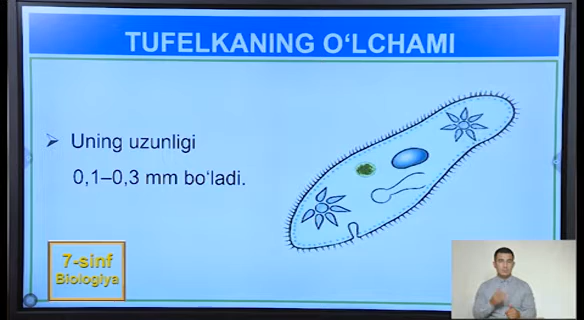 TUFELKANING O‘LCHAMI
Uning uzunligi
0,1–0,3 mm bo‘ladi.
7-sinf
Biologiya